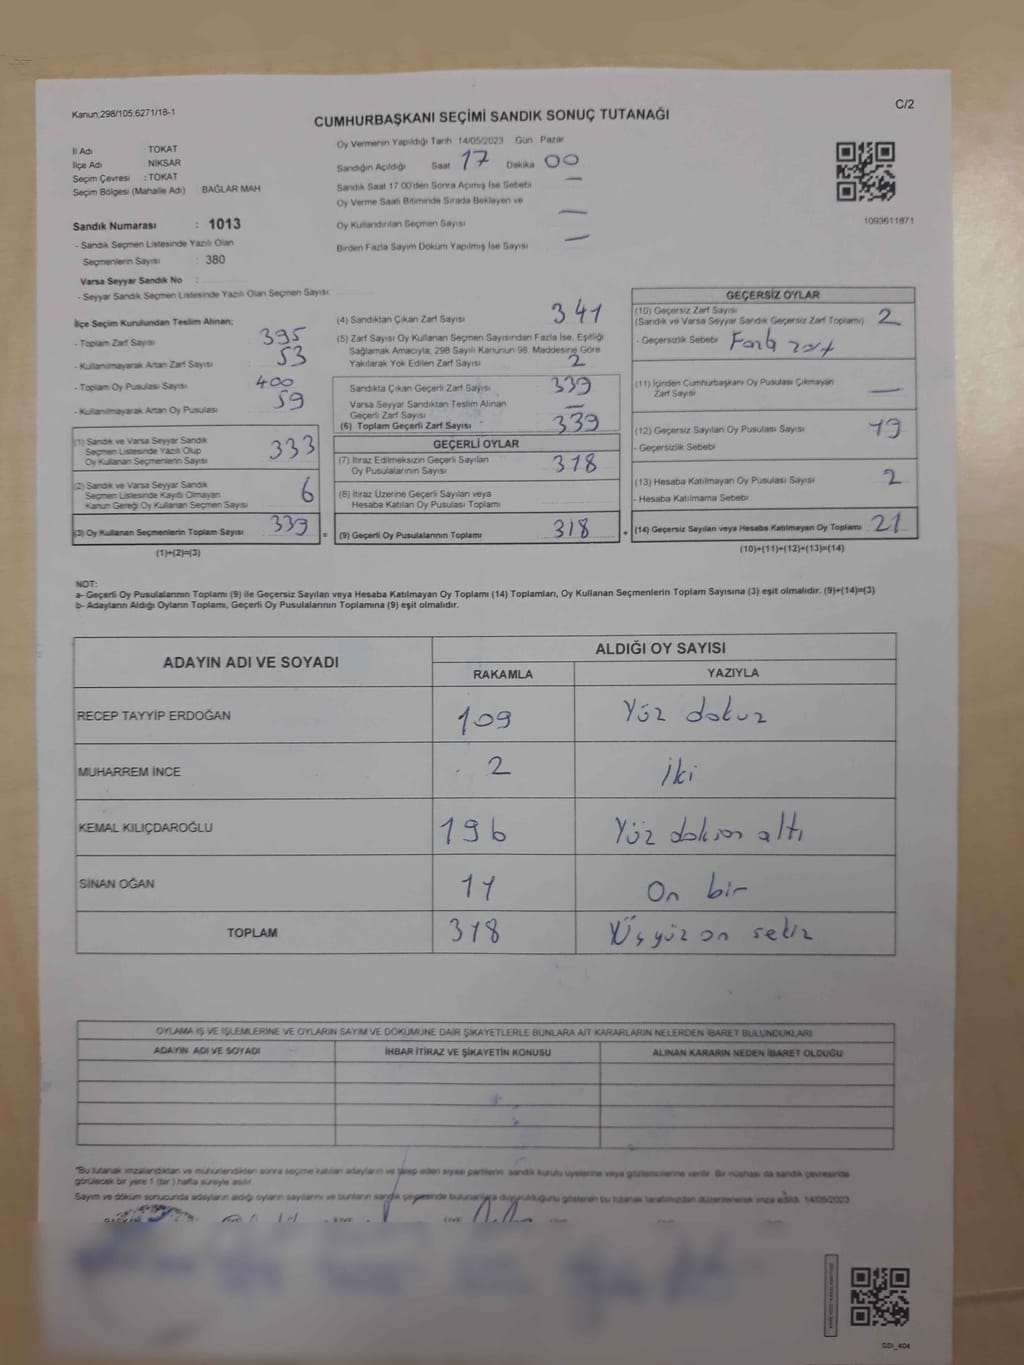 Kanun;298/105;6271/18-1
C/2
CUMHURBAŞKANI SEÇİMİ SANDIK SONUÇ TUTANAĞI
İl Adı TOKAT
İlçe Adı NİKSAR
Seçim Çevresi : TOKAT
Seçim Bölgesi (Mahalle Adı) BAĞLAR MAH
Sandık Numarası : 1013
- Sandık Seçmen Listesinde Yazılı Olan
Seçmenlerin Sayısı : 380
Varsa Seyyar Sandık No :
- Seyyar Sandık Seçmen Listesinde Yazılı Olan Seçmen Sayısı:
Oy Vermenin Yapıldığı Tarih 14/05/2023 Gün Pazar
Sandığın Açıldığı Saat 17 Dakika 00
Sandık Saat 17:00'den Sonra Açımış İse Sebebi —
Oy Verme Saati Bitiminde Sırada Bekleyen ve
Oy Kullandırılan Seçmen Sayısı —
Birden Fazla Sayım Döküm Yapılmış İse Sayısı —
1093611871
İlçe Seçim Kurulundan Teslim Alınan;
- Toplam Zarf Sayısı 395
- Kullanılmayarak Artan Zarf Sayısı 53
- Toplam Oy Pusulası Sayısı 400
- Kullanılmayarak Artan Oy Pusulası 59
(1) Sandık ve Varsa Seyyar Sandık
Seçmen Listesinde Yazılı Olup
Oy Kullanan Seçmenlerin Sayısı 333
(2) Sandık ve Varsa Seyyar Sandık
Seçmen Listesinde Kayıtlı Olmayan
Kanun Gereği Oy Kullanan Seçmen Sayısı 6
(3) Oy Kullanan Seçmenlerin Toplam Sayısı 339 =
(1)+(2)=(3)
(4) Sandıktan Çıkan Zarf Sayısı 341
(5) Zarf Sayısı Oy Kullanan Seçmen Sayısından Fazla İse, Eşitliği
Sağlamak Amacıyla, 298 Sayılı Kanunun 98. Maddesine Göre
Yakılarak Yok Edilen Zarf Sayısı 2
Sandıkta Çıkan Geçerli Zarf Sayısı 339
Varsa Seyyar Sandıktan Teslim Alınan
Geçerli Zarf Sayısı —
(6) Toplam Geçerli Zarf Sayısı 339
GEÇERLİ OYLAR
(7) İtiraz Edilmeksizin Geçerli Sayılan
Oy Pusulalarının Sayısı 318
(8) İtiraz Üzerine Geçerli Sayılan veya
Hesaba Katılan Oy Pusulası Toplamı
(9) Geçerli Oy Pusulalarının Toplamı 318 +
GEÇERSİZ OYLAR
(10) Geçersiz Zarf Sayısı
(Sandık ve Varsa Seyyar Sandık Geçersiz Zarf Toplamı) 2
- Geçersizlik Sebebi
(11) İçinden Cumhurbaşkanı Oy Pusulası Çıkmayan
Zarf Sayısı —
(12) Geçersiz Sayılan Oy Pusulası Sayısı 19
- Geçersizlik Sebebi
(13) Hesaba Katılmayan Oy Pusulası Sayısı 2
- Hesaba Katılmama Sebebi
(14) Geçersiz Sayılan veya Hesaba Katılmayan Oy Toplamı 21
(10)+(11)+(12)+(13)=(14)
NOT:
a- Geçerli Oy Pusulalarının Toplamı (9) ile Geçersiz Sayılan veya Hesaba Katılmayan Oy Toplamı (14) Toplamları, Oy Kullanan Seçmenlerin Toplam Sayısına (3) eşit olmalıdır. (9)+(14)=(3)
b- Adayların Aldığı Oyların Toplamı, Geçerli Oy Pusulalarının Toplamına (9) eşit olmalıdır.
ADAYIN ADI VE SOYADI
ALDIĞI OY SAYISI
RAKAMLA YAZIYLA
RECEP TAYYİP ERDOĞAN 109 Yüz dokuz
MUHARREM İNCE 2 İki
KEMAL KILIÇDAROĞLU 196 Yüz doksan altı
SİNAN OĞAN 11 On bir
TOPLAM 318 Üçyüz on sekiz
OYLAMA İŞ VE İŞLEMLERİNE VE OYLARIN SAYIM VE DÖKÜMÜNE DAİR ŞİKAYETLERLE BUNLARA AİT KARARLARIN NELERDEN İBARET BULUNDUKLARI
ADAYIN ADI VE SOYADI İHBAR İTİRAZ VE ŞİKAYETİN KONUSU ALINAN KARARIN NEDEN İBARET OLDUĞU
"Bu tutanak imzalandıktan ve mühürlendikten sonra seçime katılan adayların ve talep eden siyasi partilerin sandık kurulu üyelerine veya gözlemcilerine verilir. Bir nüshası da sandık çevresinde
görülecek bir yere 1 (bir) hafta süreyle asılır.
Sayım ve döküm sonucunda adayların aldığı oyların sayılarını ve bunların sandık çevresinde bulunanlara duyurulduğunu gösteren bu tutanak tarafımızdan düzenlenerek imza edildi. 14/05/2023